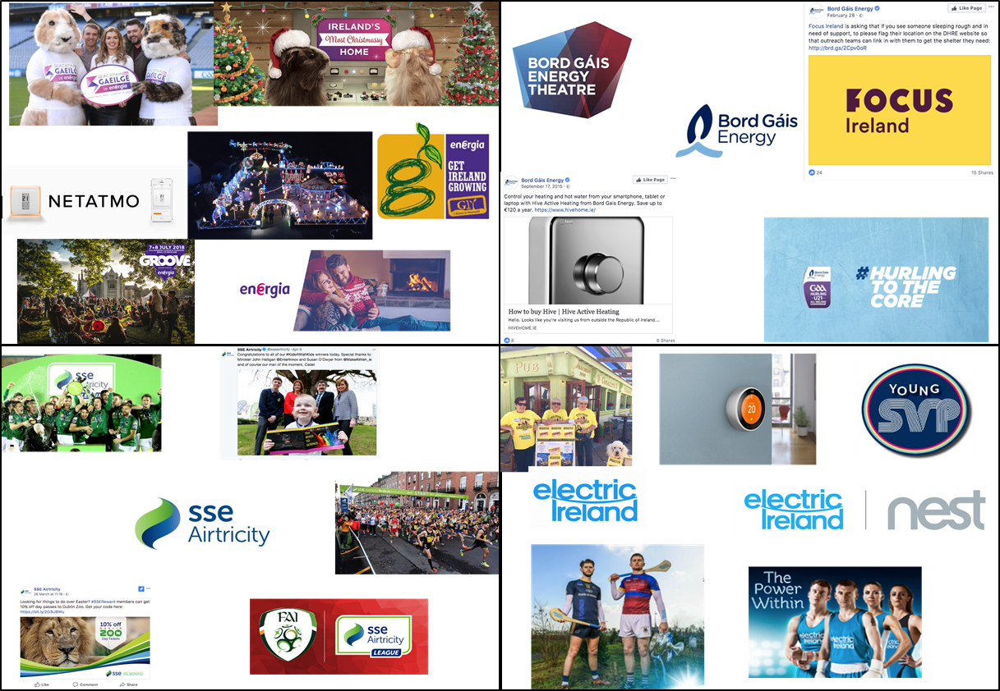 SEACHTAIN
GAEILGE
le energia
IRELAND'S
Most Christmassy
HOME
NETATMO
energia
GET
IRELAND
GROWING
GIY
7+8 JULY 2018
GROOVE
energia
energia
BORD GÁIS
ENERGY
THEATRE
Bord Gáis
Energy
Bord Gáis Energy
February 28
Like Page
Focus Ireland is asking that if you see someone sleeping rough and in
need of support, to please flag their location on the DHRE website so
that outreach teams can link in with them to get the shelter they need:
http://brd.gs/2Cpv0oR
FOCUS
Ireland
24
15 Shares
Bord Gáis Energy
September 17, 2015
Like Page
Control your heating and hot water from your smartphone, tablet or
laptop with Hive Active Heating from Bord Gais Energy. Save up to
€120 a year. https://www.hivehome.ie/
How to buy Hive | Hive Active Heating
Hello. Looks like you're visiting us from outside the Republic of Ireland....
HIVEHOME.IE
8
6 Shares
Bord Gáis
Energy
GAA
HURLING
U21
ALL IRELAND
CHAMPIONSHIP
#HURLING
TO THE
CORE
sse
Airtricity
SSE Airtricity @sseairtricity · Apr 9
Congratulations to all of our #Kids4WishKids winners today. Special thanks to
Minister John Halligan @EnterInnov and Susan O'Dwyer from @MakeAWish_ie
and of course our man of the moment, Cade!
sse
Airtricity
SSE Airtricity
26 March at 11:16
Looking for things to do over Easter? #SSEReward members can get
10% off day passes to Dublin Zoo. Get your code here:
10% off
DUBLIN
ZOO
Day Tickets
sse REWARD
Like
Comment
Share
FAI
sse
Airtricity
LEAGUE
PUB
20
YOUNG
SVP
electric
Ireland
electric
Ireland
nest
The
Power
Within
electric
Ireland
electric
Ireland